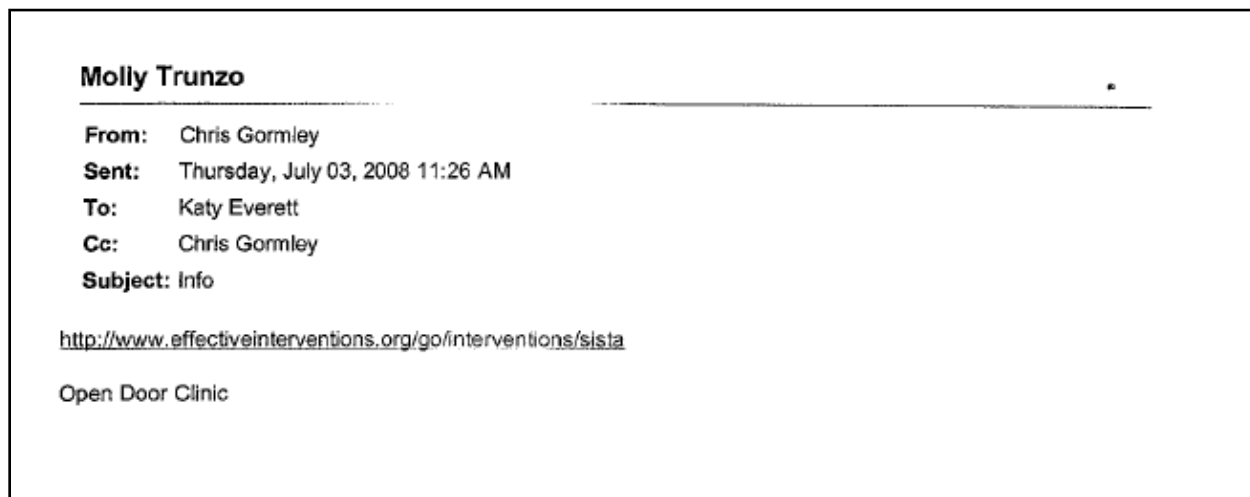 Molly Trunzo
From: Chris Gormley
Sent: Thursday, July 03, 2008 11:26 AM
To: Katy Everett
Cc: Chris Gormley
Subject: Info
http://www.effectiveinterventions.org/go/interventions/sista
Open Door Clinic